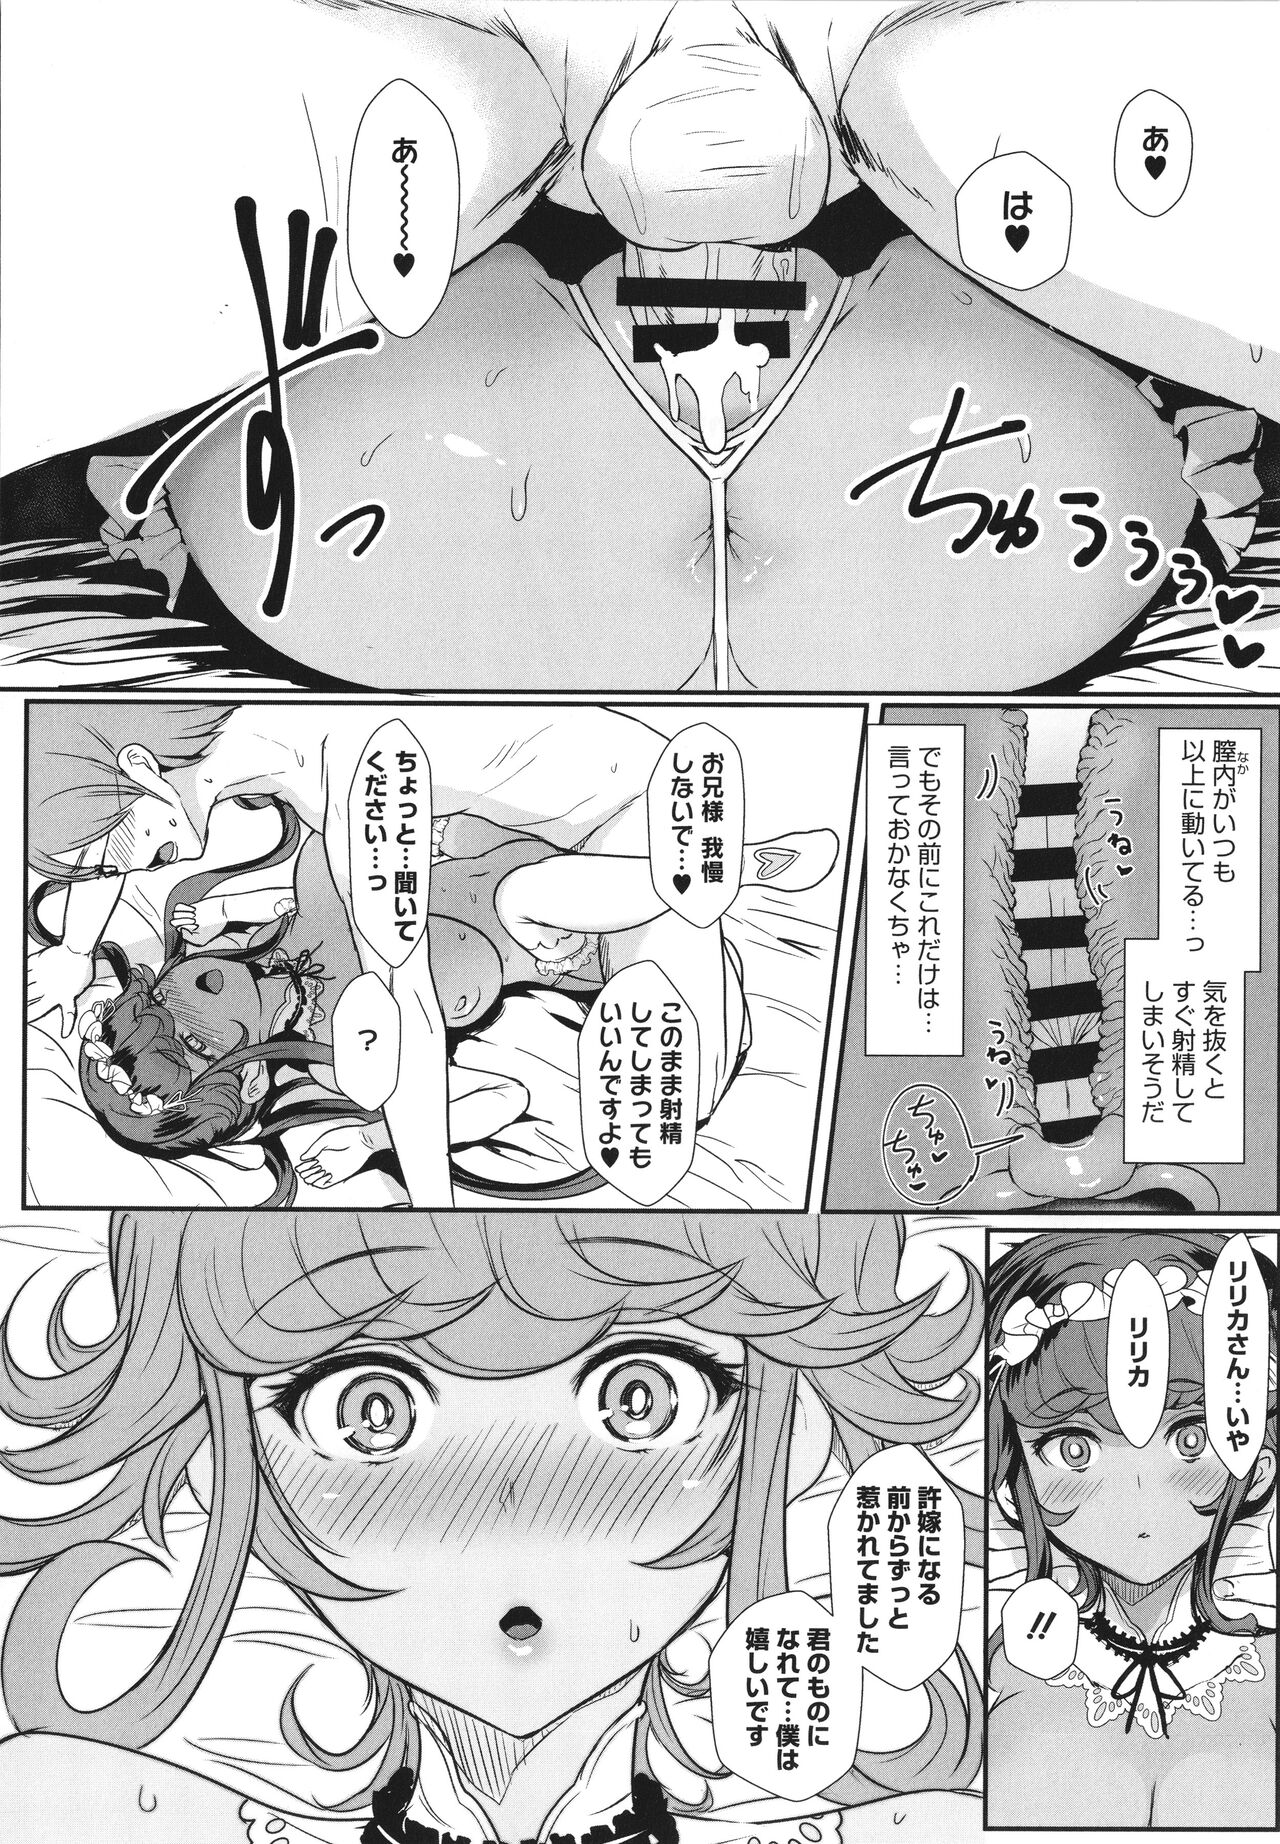 あ♥
は♥
あ～～～♥
ずのっ
ちゅううぅぅ♥♥
膣内がいつも
なか
以上に動いてる…っ
気を抜くと
すぐ射精して
しまいそうだ
でもその前にこれだけは…
言っておかなくちゃ…
うね♥
うね♥
ちゅ♥
ちゅ♥
お兄様 我慢
しないで…♥
このまま射精
してしまっても
いいんですよ♥
ちょっと…聞いて
ください…っ
？
リリカさん…いや
リリカ
!!
許嫁になる
前からずっと
惹かれてました
君のものに
なれて…僕は
嬉しいです